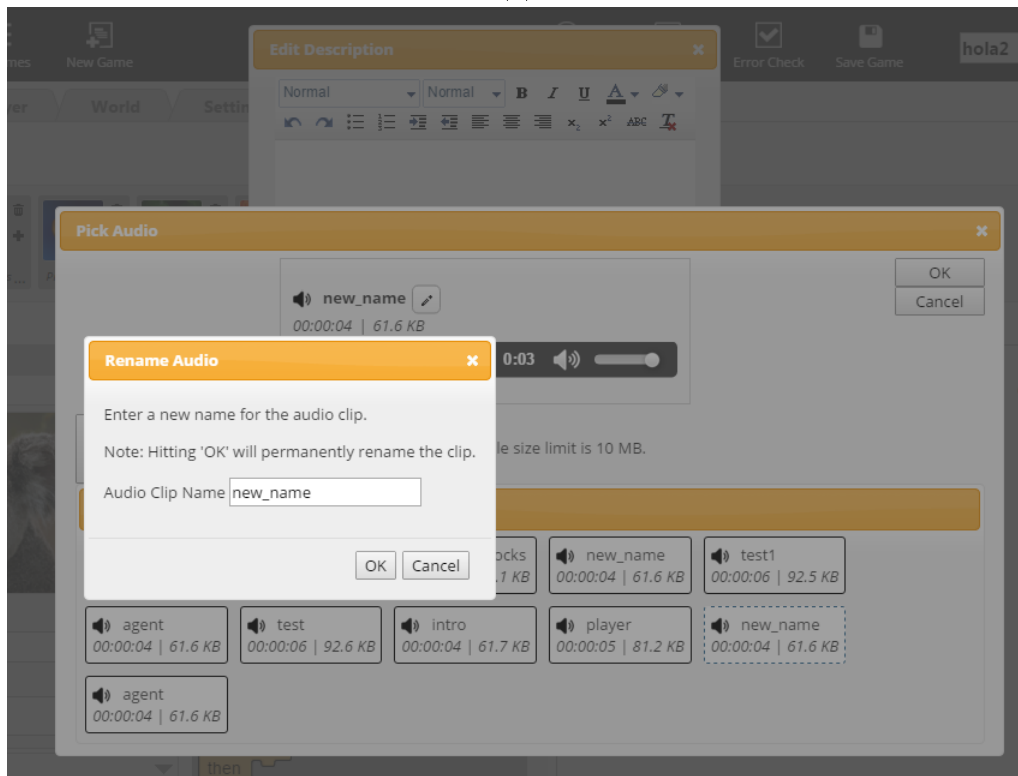 New Game
Error Check
Save Game
hola2
World
Edit Description
Normal
Normal
B I U A
ABC
Pick Audio
OK
Cancel
new_name
00:00:04 | 61.6 KB
0:03
Rename Audio
Enter a new name for the audio clip.
Note: Hitting 'OK' will permanently rename the clip.
Audio Clip Name new_name
OK
Cancel
size limit is 10 MB.
new_name
00:00:04 | 61.6 KB
test1
00:00:06 | 92.5 KB
agent
00:00:04 | 61.6 KB
test
00:00:06 | 92.6 KB
intro
00:00:04 | 61.7 KB
player
00:00:05 | 81.2 KB
new_name
00:00:04 | 61.6 KB
agent
00:00:04 | 61.6 KB
then